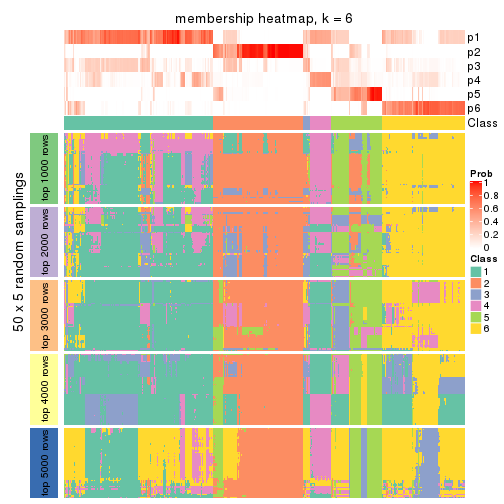 membership heatmap, k = 6
p1
p2
p3
p4
p5
p6
Class
50 x 5 random samplings
top 1000 rows
top 2000 rows
top 3000 rows
top 4000 rows
top 5000 rows
Prob
1
0.8
0.6
0.4
0.2
0
Class
1
2
3
4
5
6